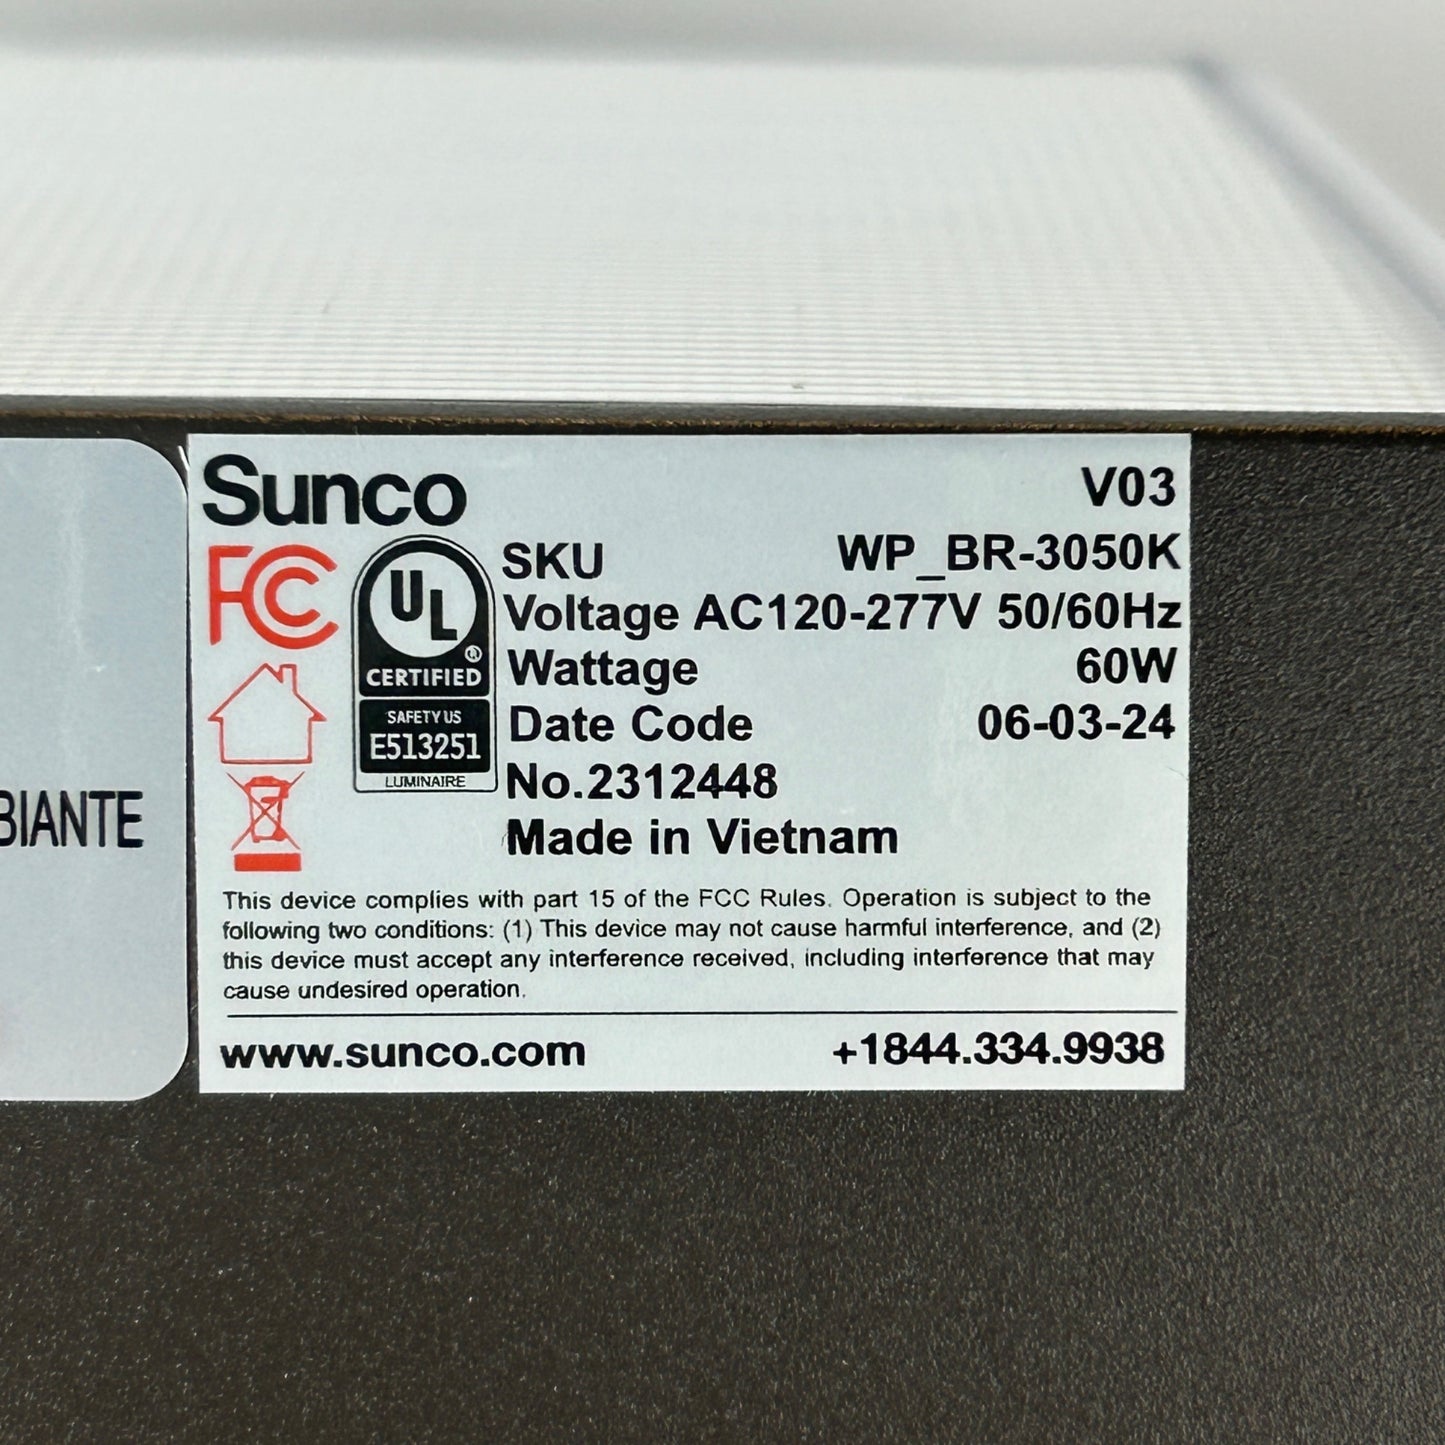 Sunco V03
FCC
UL
®
CERTIFIED
SAFETY US
E513251
LUMINAIRE
SKU WP_BR-3050K
Voltage AC120-277V 50/60Hz
Wattage 60W
Date Code 06-03-24
No.2312448
Made in Vietnam
This device complies with part 15 of the FCC Rules. Operation is subject to the
following two conditions: (1) This device may not cause harmful interference, and (2)
this device must accept any interference received, including interference that may
cause undesired operation.
www.sunco.com +1844.334.9938
BIANTE